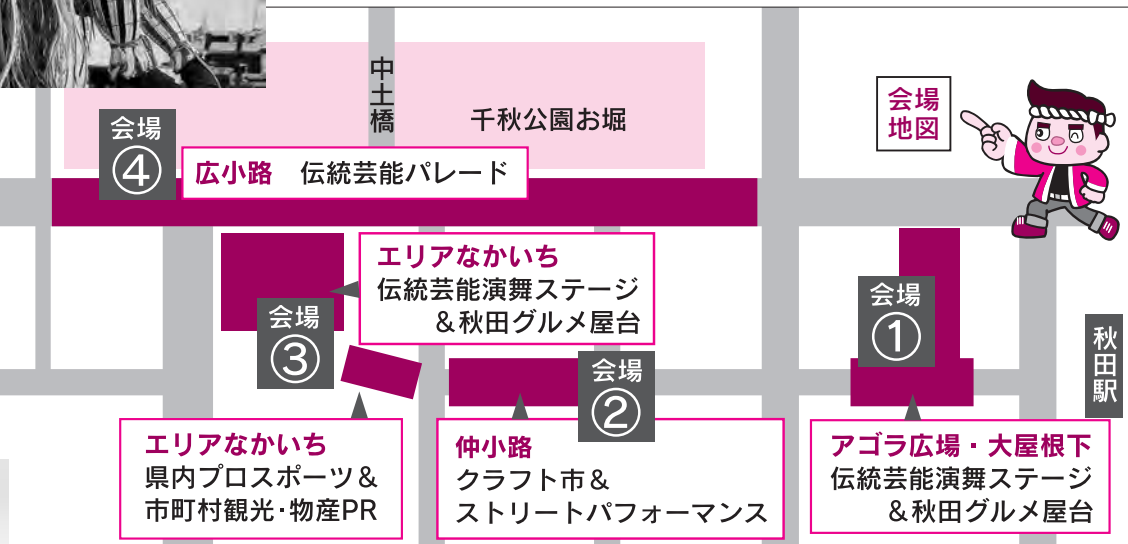 中土橋
千秋公園お堀
会場
地図
会場
④
広小路 伝統芸能パレード
エリアなかいち
伝統芸能演舞ステージ
&秋田グルメ屋台
会場
③
会場
①
秋田駅
会場
②
エリアなかいち
県内プロスポーツ&
市町村観光・物産PR
仲小路
クラフト市&
ストリートパフォーマンス
アゴラ広場・大屋根下
伝統芸能演舞ステージ
&秋田グルメ屋台